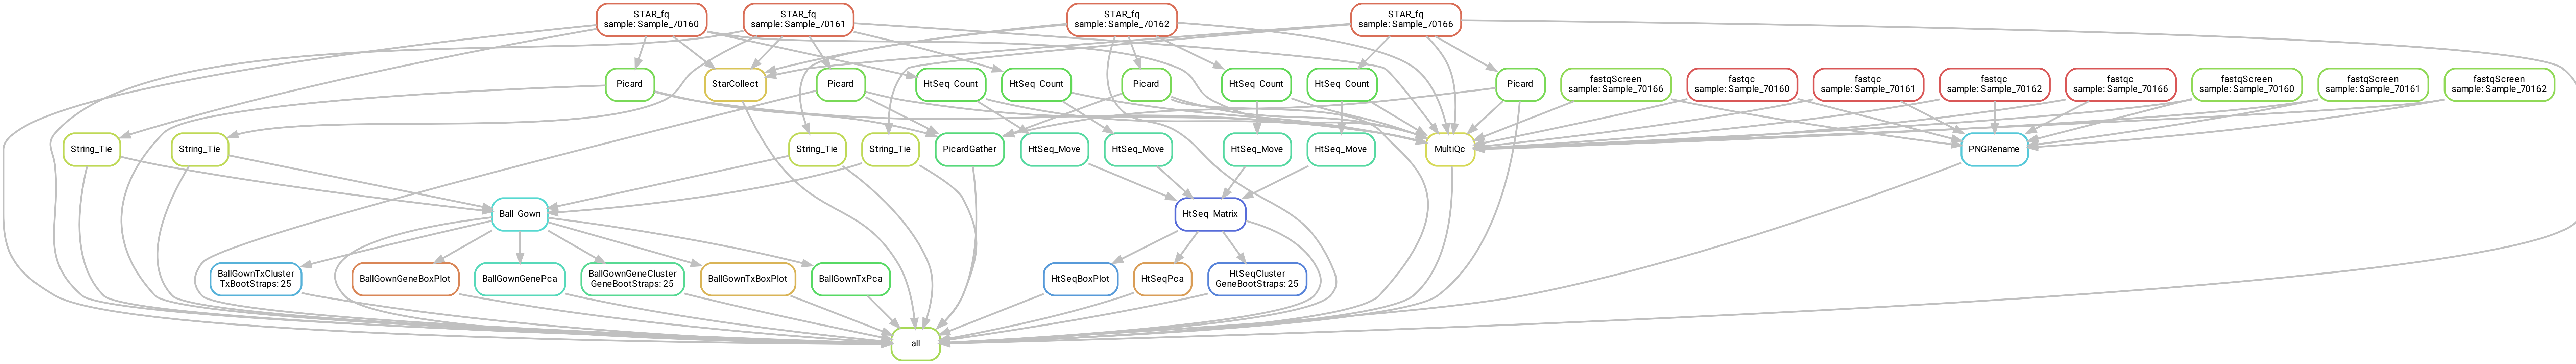 STAR_fq
sample: Sample_70160
STAR_fq
sample: Sample_70161
STAR_fq
sample: Sample_70162
STAR_fq
sample: Sample_70166
Picard
StarCollect
Picard
HtSeq_Count
HtSeq_Count
Picard
HtSeq_Count
HtSeq_Count
Picard
fastqScreen
sample: Sample_70166
fastqc
sample: Sample_70160
fastqc
sample: Sample_70161
fastqc
sample: Sample_70162
fastqc
sample: Sample_70166
fastqScreen
sample: Sample_70160
fastqScreen
sample: Sample_70161
fastqScreen
sample: Sample_70162
String_Tie
String_Tie
String_Tie
String_Tie
PicardGather
HtSeq_Move
HtSeq_Move
HtSeq_Move
HtSeq_Move
MultiQc
PNGRename
Ball_Gown
HtSeq_Matrix
BallGownTxCluster
TxBootStraps: 25
BallGownGeneBoxPlot
BallGownGenePca
BallGownGeneCluster
GeneBootStraps: 25
BallGownTxBoxPlot
BallGownTxPca
HtSeqBoxPlot
HtSeqPca
HtSeqCluster
GeneBootStraps: 25
all